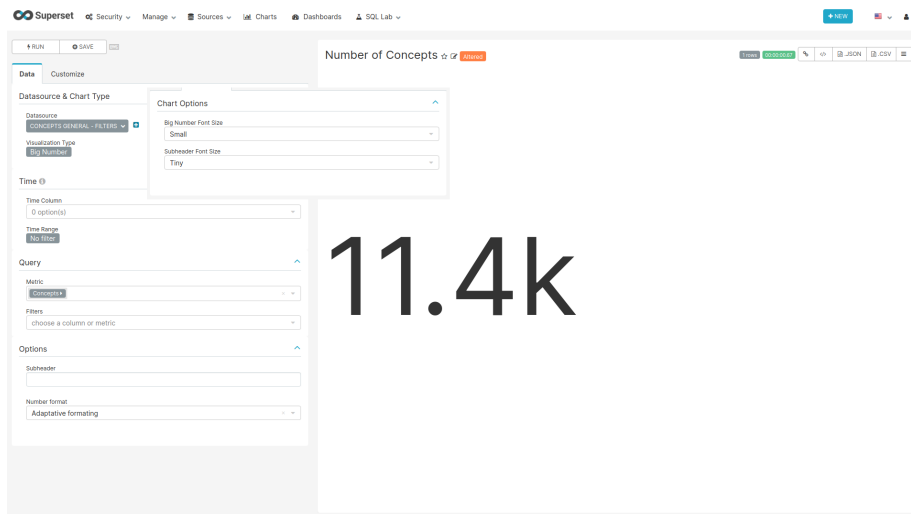 Superset Security Manage Sources Charts Dashboards SQL Lab + NEW
RUN SAVE
Number of Concepts Altered 1 rows 00:00:00.07 </> .JSON .CSV
Data Customize
Datasource & Chart Type
Datasource
CONCEPTS GENERAL - FILTERS
Visualization Type
Big Number
Chart Options
Big Number Font Size
Small
Subheader Font Size
Tiny
Time
Time Column
0 option(s)
Time Range
No filter
Query
Metric
Concepts
Filters
choose a column or metric
Options
Subheader
Number format
Adaptative formating
11.4k